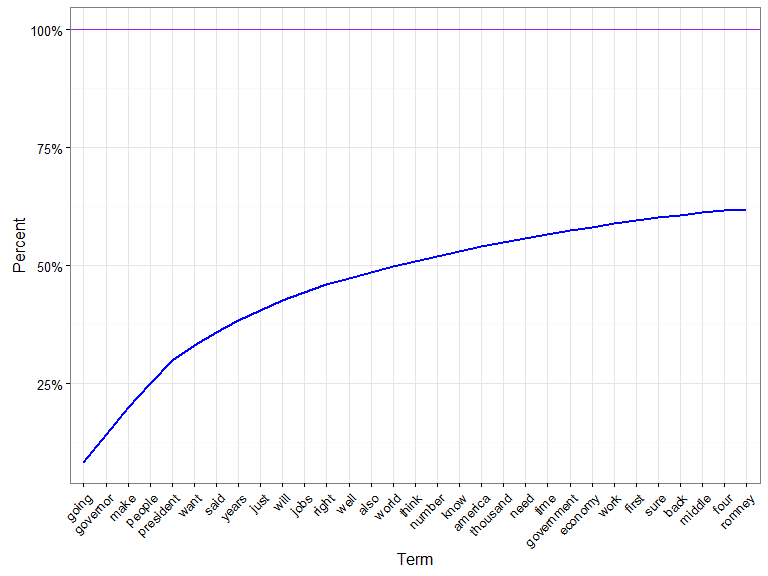 100%
75%
50%
25%
Percent
going
governor
make
people
president
want
said
years
just
will
jobs
right
well
also
world
think
number
know
america
thousand
need
time
government
economy
work
first
sure
back
middle
four
romney
Term